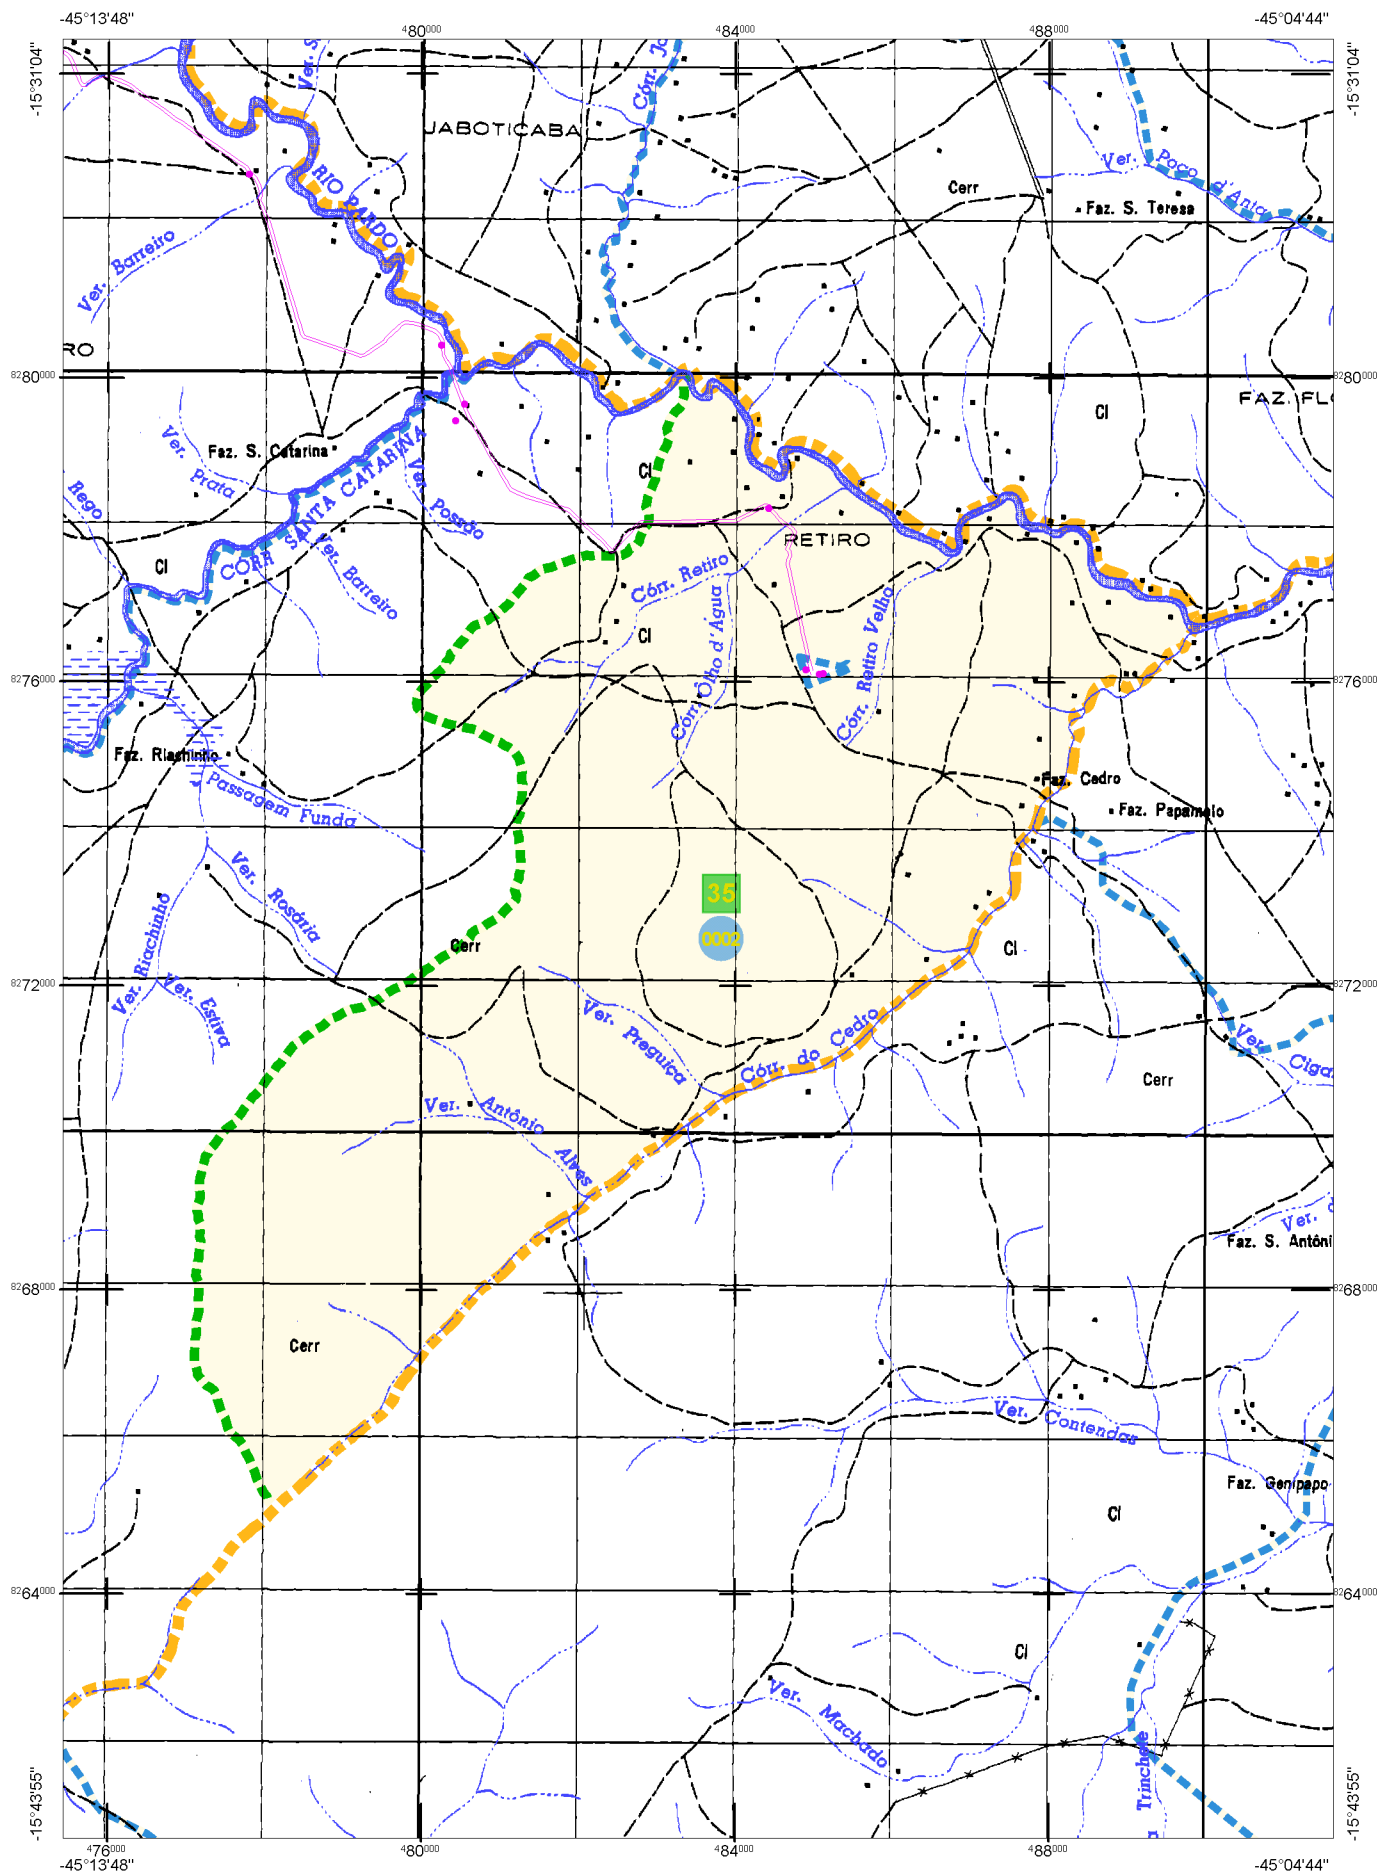 -45°13'48"
-45°04'44"
480000
484000
488000
-15°31'04"
-15°31'04"
Ver. S
Córr. Jo
JABOTICABA
Ver. Poço d'Anta
Cerr
Faz. S. Teresa
RIO PARDO
Ver. Barreiro
RO
8280000
8280000
FAZ. FLO
Cl
Faz. S. Catarina
Ver. Prata
CÓRR SANTA CATARINA
Ver. Possão
Cl
Rego
RETIRO
Ver. Barreiro
Cl
Córr. Retiro
Córr. Olho d'Água
Córr. Retiro Velho
Cl
8276000
8276000
Faz. Riachinho
Passagem Funda
Faz. Cedro
Faz. Papamelo
35
0002
Ver. Rosária
Ver. Riachinho
Cerr
Cl
Ver. Estiva
8272000
8272000
Ver. Preguiça
Córr. do Cedro
Ver. Ciga
Cerr
Ver. Antônio Alves
Ver. d
Faz. S. Antôni
8268000
8268000
Cerr
Ver. Contendas
Faz. Genipapo
Cl
8264000
8264000
Cl
Ver. Machado
Trinchete
-15°43'55"
-15°43'55"
476000
480000
484000
488000
-45°13'48"
-45°04'44"